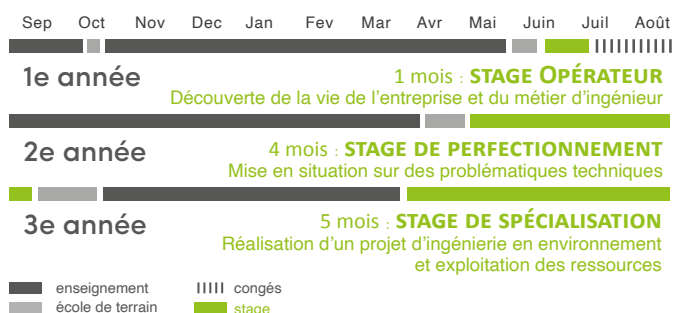 Sep Oct Nov Dec Jan Fev Mar Avr Mai Juin Juil Août
1e année
1 mois : STAGE OPÉRATEUR
Découverte de la vie de l'entreprise et du métier d'ingénieur
2e année
4 mois : STAGE DE PERFECTIONNEMENT
Mise en situation sur des problématiques techniques
3e année
5 mois : STAGE DE SPÉCIALISATION
Réalisation d'un projet d'ingénierie en environnement
et exploitation des ressources
enseignement congés
école de terrain stage